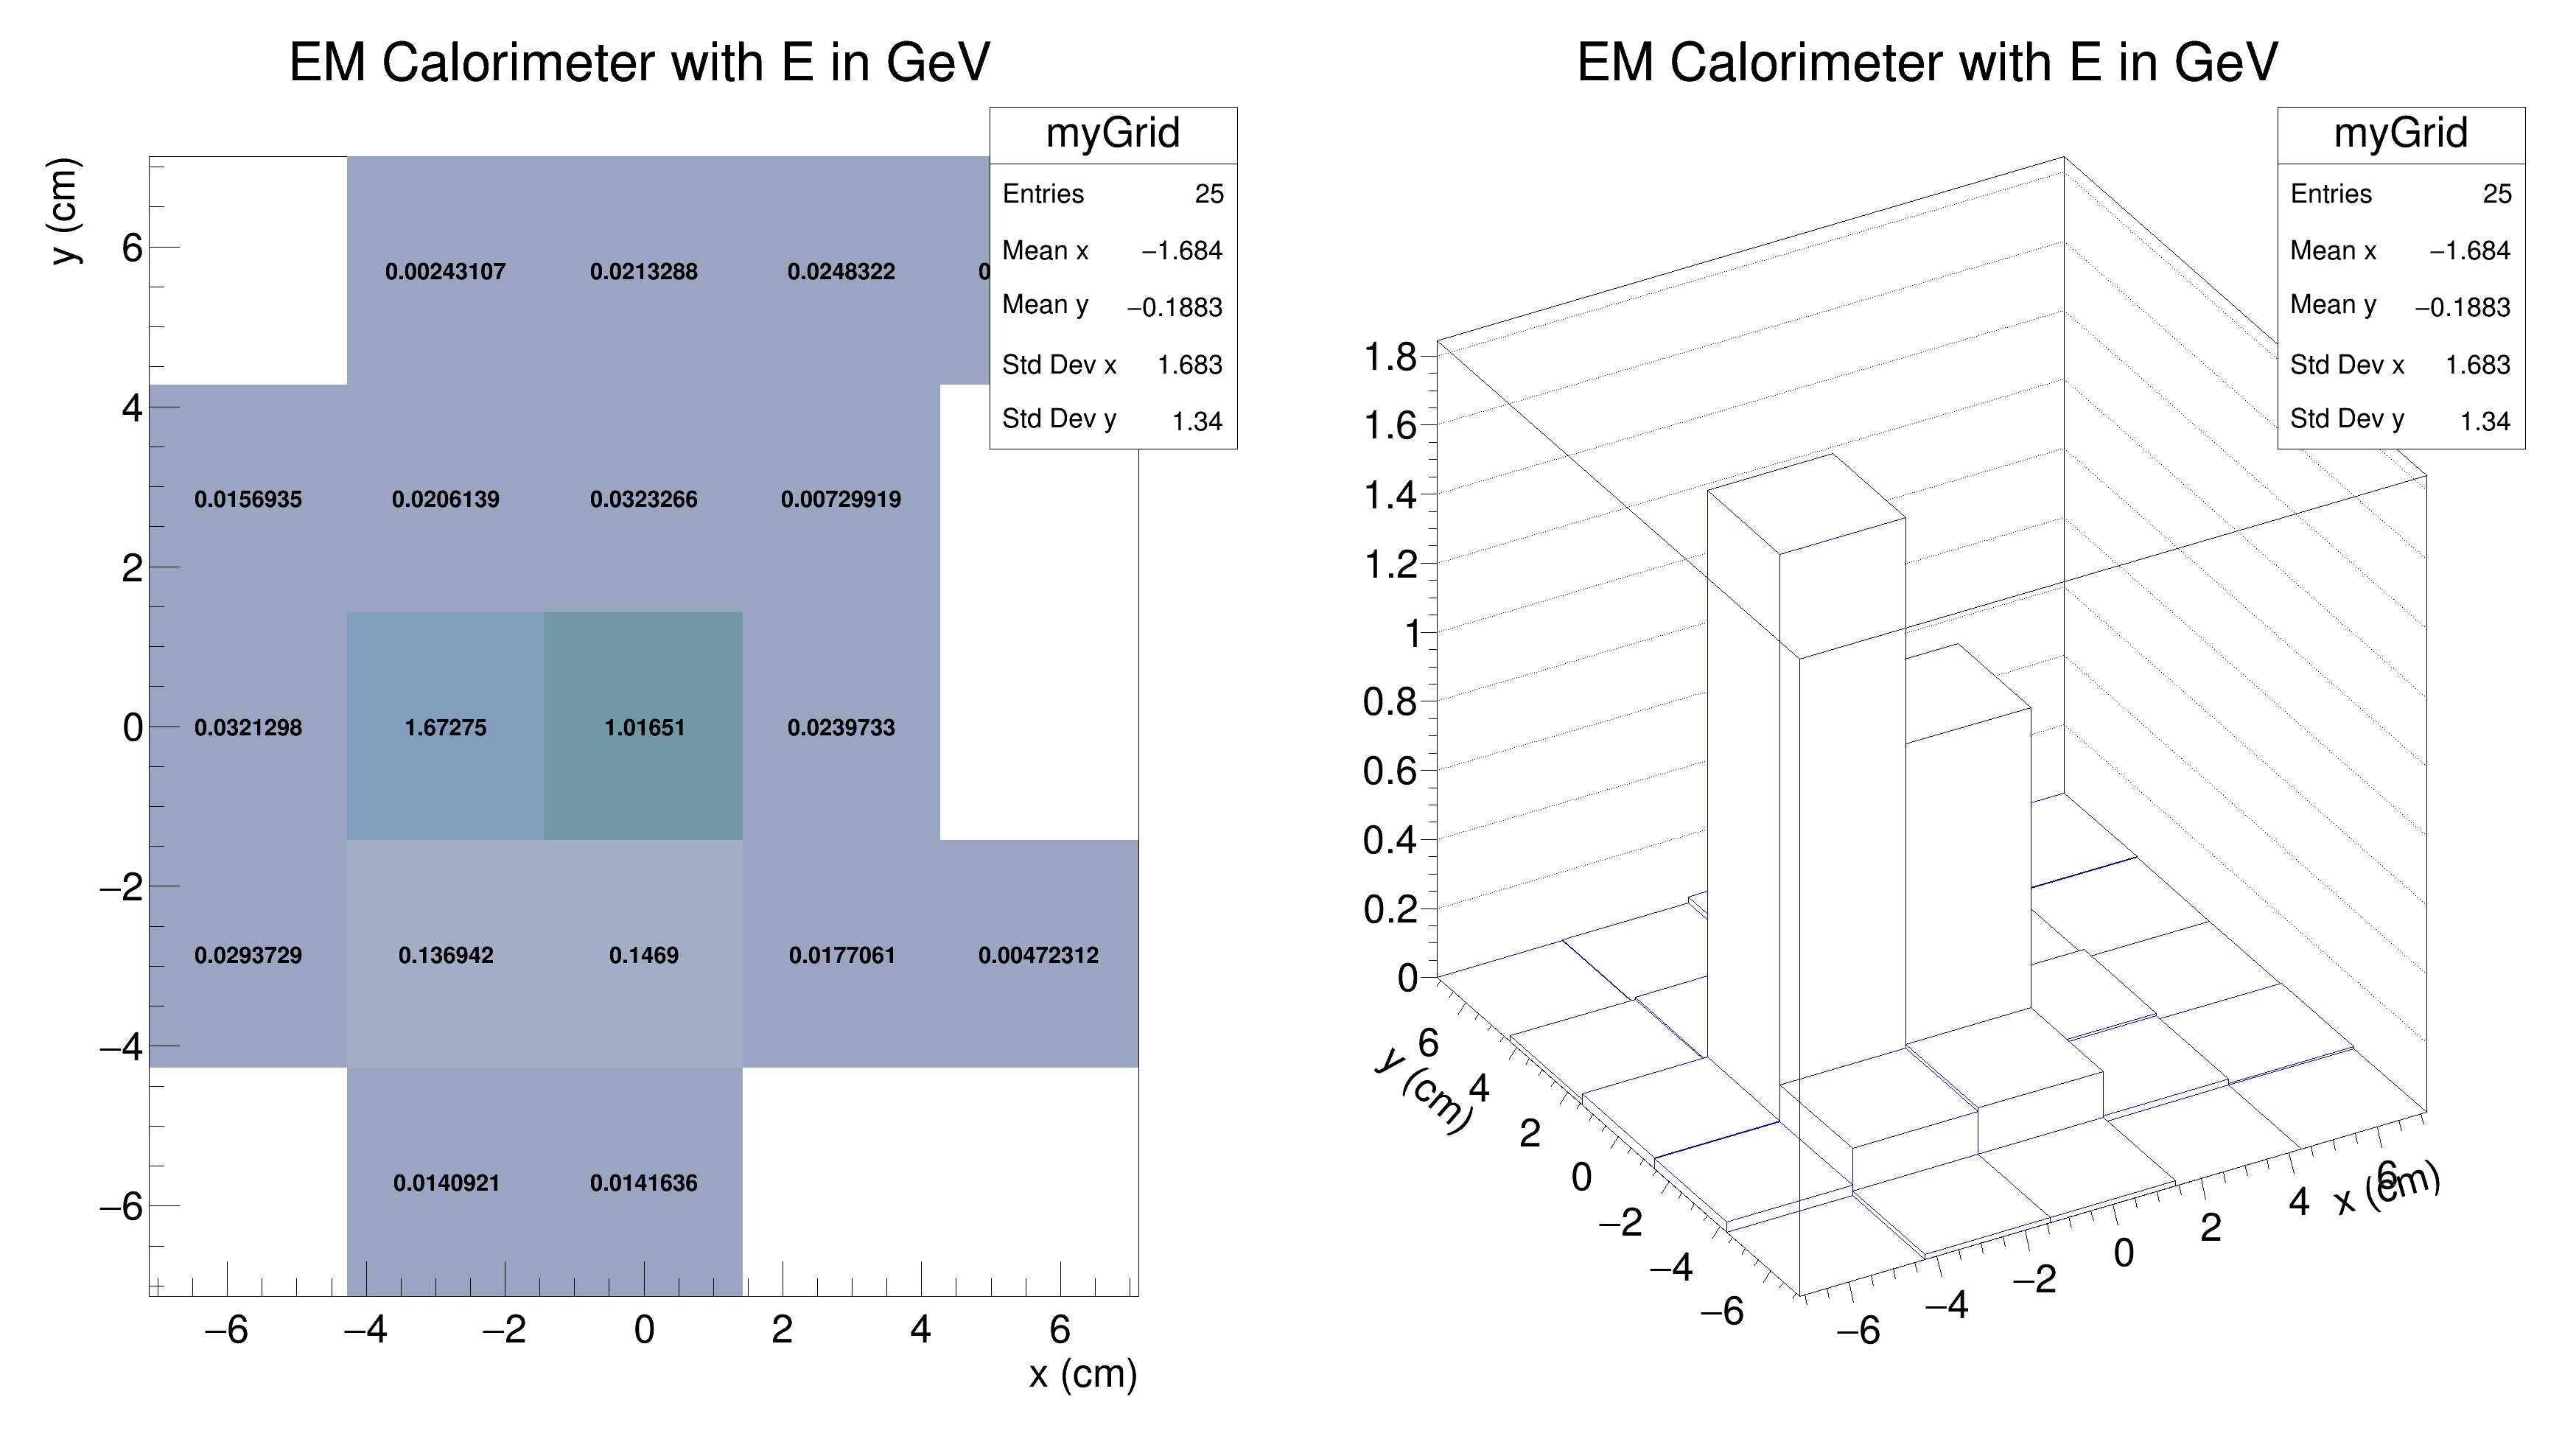 EM Calorimeter with E in GeV
myGrid
Entries 25
Mean x −1.684
Mean y −0.1883
Std Dev x 1.683
Std Dev y 1.34
y (cm)
6
4
2
0
−2
−4
−6
0.00243107 0.0213288 0.0248322 0
0.0156935 0.0206139 0.0323266 0.00729919
0.0321298 1.67275 1.01651 0.0239733
0.0293729 0.136942 0.1469 0.0177061 0.00472312
0.0140921 0.0141636
−6 −4 −2 0 2 4 6
x (cm)
EM Calorimeter with E in GeV
myGrid
Entries 25
Mean x −1.684
Mean y −0.1883
Std Dev x 1.683
Std Dev y 1.34
1.8
1.6
1.4
1.2
1
0.8
0.6
0.4
0.2
0
y (cm)
6
4
2
0
−2
−4
−6
−6
−4
−2
0
2
4
6
x (cm)